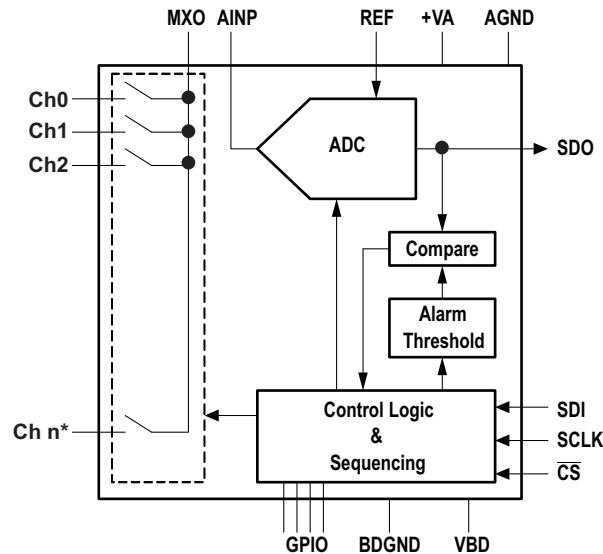 MXO AINP REF +VA AGND
Ch0
Ch1
Ch2
ADC
SDO
Compare
Alarm
Threshold
Control Logic
&
Sequencing
SDI
SCLK
CS
Ch n*
GPIO BDGND VBD